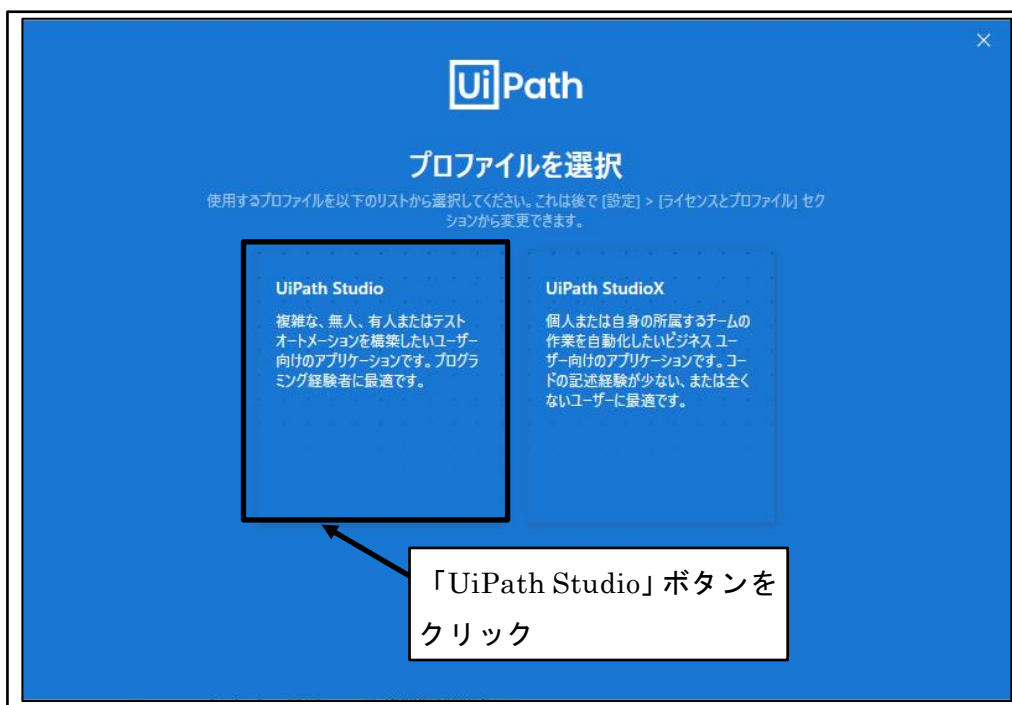 UiPath
プロファイルを選択
使用するプロファイルを以下のリストから選択してください。これは後で [設定] > [ライセンスとプロファイル] セク
ションから変更できます。
UiPath Studio
複雑な、無人、有人またはテスト
オートメーションを構築したいユーザー
向けのアプリケーションです。プログラ
ミング経験者に最適です。
UiPath StudioX
個人または自身の所属するチームの
作業を自動化したいビジネス ユー
ザー向けのアプリケーションです。コー
ドの記述経験が少ない、または全く
ないユーザーに最適です。
「UiPath Studio」ボタンを
クリック